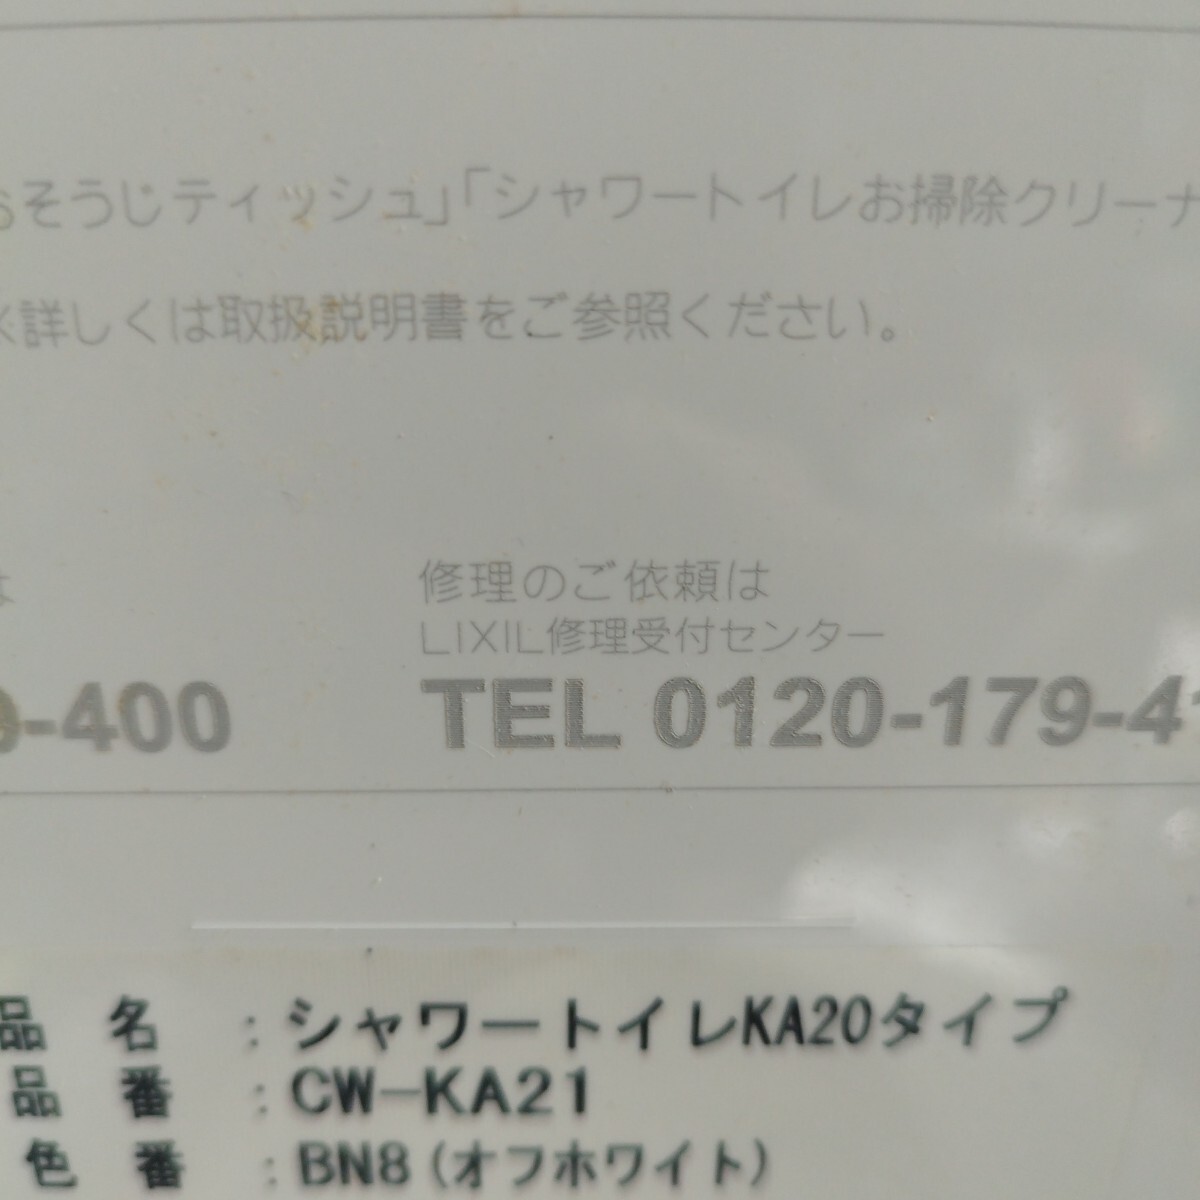 おそうじティッシュ」「シャワートイレお掃除クリーナ
※詳しくは取扱説明書をご参照ください。
は
修理のご依頼は
LIXIL修理受付センター
9-400
TEL 0120-179-41
品 名 : シャワートイレKA20タイプ
品 番 : CW-KA21
色 番 : BN8(オフホワイト)